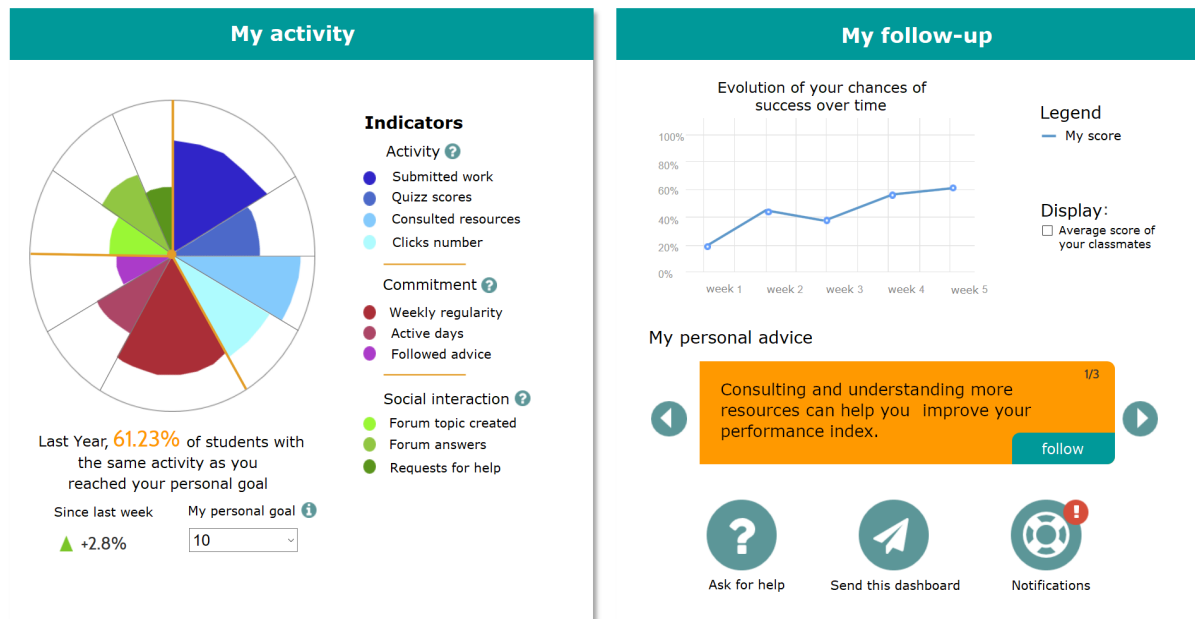 My activity
Indicators
Activity ?
Submitted work
Quizz scores
Consulted resources
Clicks number
Commitment ?
Weekly regularity
Active days
Followed advice
Social interaction ?
Forum topic created
Forum answers
Requests for help
Last Year, 61.23% of students with
the same activity as you
reached your personal goal
Since last week
+2.8%
My personal goal i
10
My follow-up
Evolution of your chances of
success over time
100%
80%
60%
40%
20%
0%
week 1 week 2 week 3 week 4 week 5
Legend
My score
Display:
Average score of
your classmates
My personal advice
1/3
Consulting and understanding more
resources can help you improve your
performance index.
follow
?
Ask for help
Send this dashboard
!
Notifications